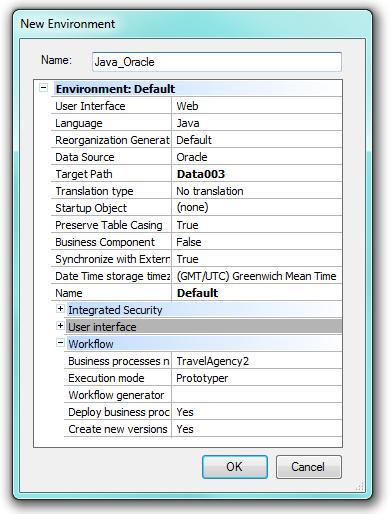 New Environment
Name: Java_Oracle
Environment: Default
User Interface Web
Language Java
Reorganization Generat Default
Data Source Oracle
Target Path Data003
Translation type No translation
Startup Object (none)
Preserve Table Casing True
Business Component False
Synchronize with Extern True
Date Time storage timez (GMT/UTC) Greenwich Mean Time
Name Default
Integrated Security
User interface
Workflow
Business processes n TravelAgency2
Execution mode Prototyper
Workflow generator
Deploy business proc Yes
Create new versions Yes
OK Cancel